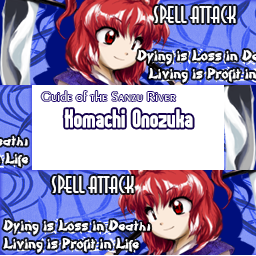 SPELL ATTACK
Dying is Loss in Death
Living is Profit in
Guide of the Sanzu River
Komachi Onozuka
Death;
n Life
SPELL ATTACK
Dying is Loss in Death;
Living is Profit in Life